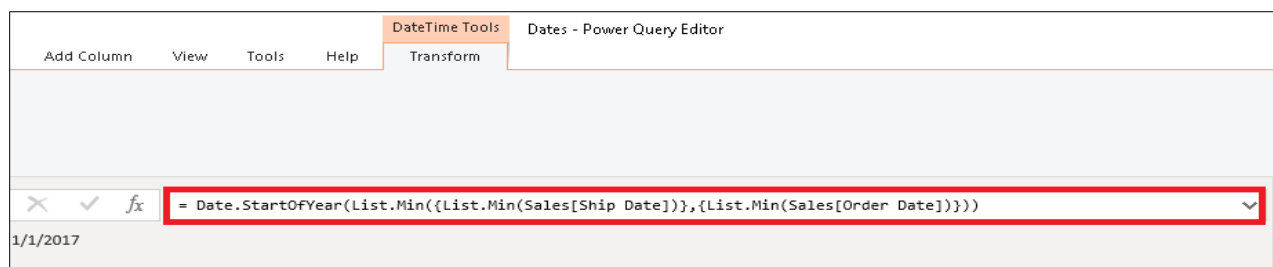 DateTime Tools Dates - Power Query Editor
Add Column View Tools Help Transform
fx = Date.StartOfYear(List.Min({List.Min(Sales[Ship Date])},{List.Min(Sales[Order Date])}))
1/1/2017